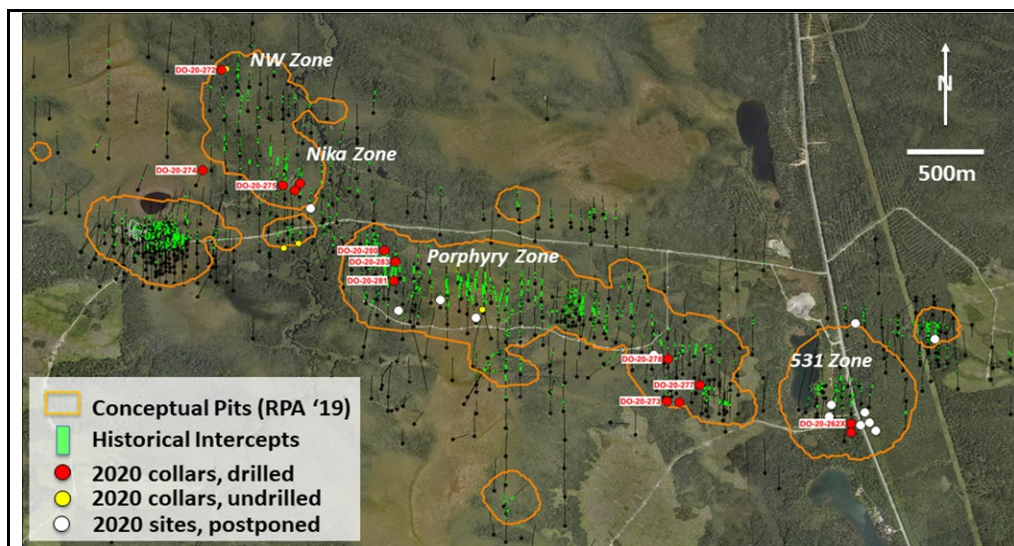 NW Zone
DO-20-272
N
500m
Nika Zone
DO-20-274
DO-20-275
DO-20-280
DO-20-283
Porphyry Zone
DO-20-281
DO-20-278
531 Zone
DO-20-277
DO-20-273
DO-20-262X
Conceptual Pits (RPA ‘19)
Historical Intercepts
2020 collars, drilled
2020 collars, undrilled
2020 sites, postponed